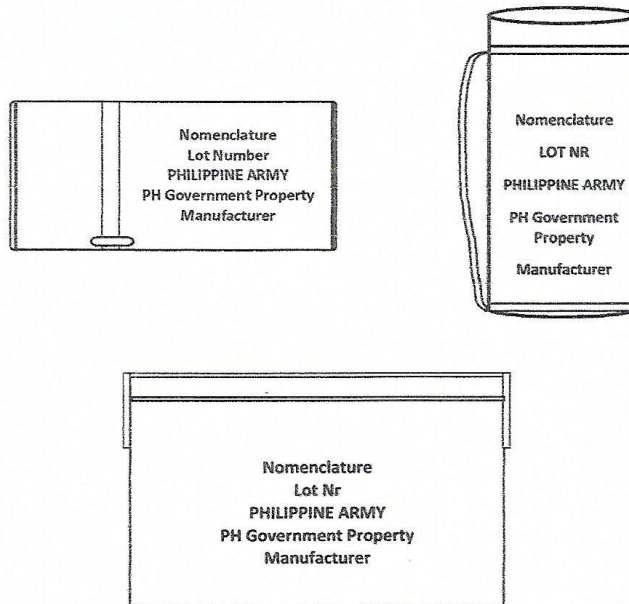 Nomenclature
Lot Number
PHILIPPINE ARMY
PH Government Property
Manufacturer
Nomenclature
LOT NR
PHILIPPINE ARMY
PH Government
Property
Manufacturer
Nomenclature
Lot Nr
PHILIPPINE ARMY
PH Government Property
Manufacturer